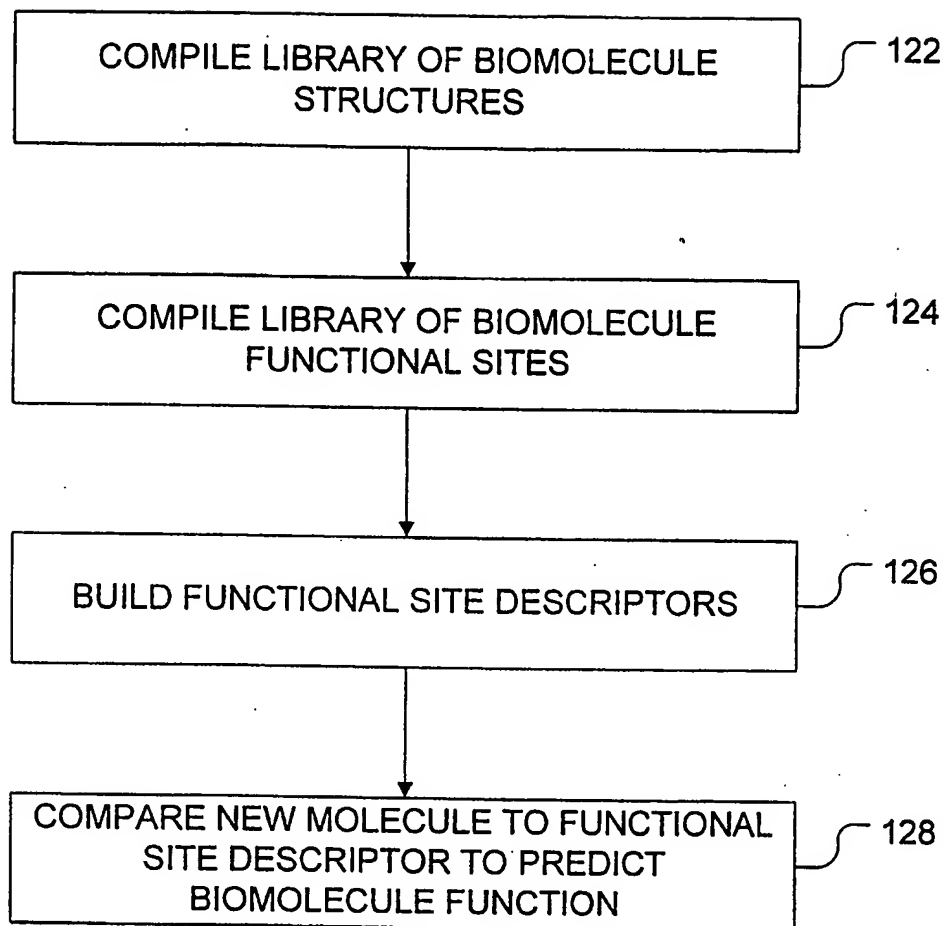 COMPILE LIBRARY OF BIOMOLECULE
STRUCTURES
122
COMPILE LIBRARY OF BIOMOLECULE
FUNCTIONAL SITES
124
BUILD FUNCTIONAL SITE DESCRIPTORS
126
COMPARE NEW MOLECULE TO FUNCTIONAL
SITE DESCRIPTOR TO PREDICT
BIOMOLECULE FUNCTION
128